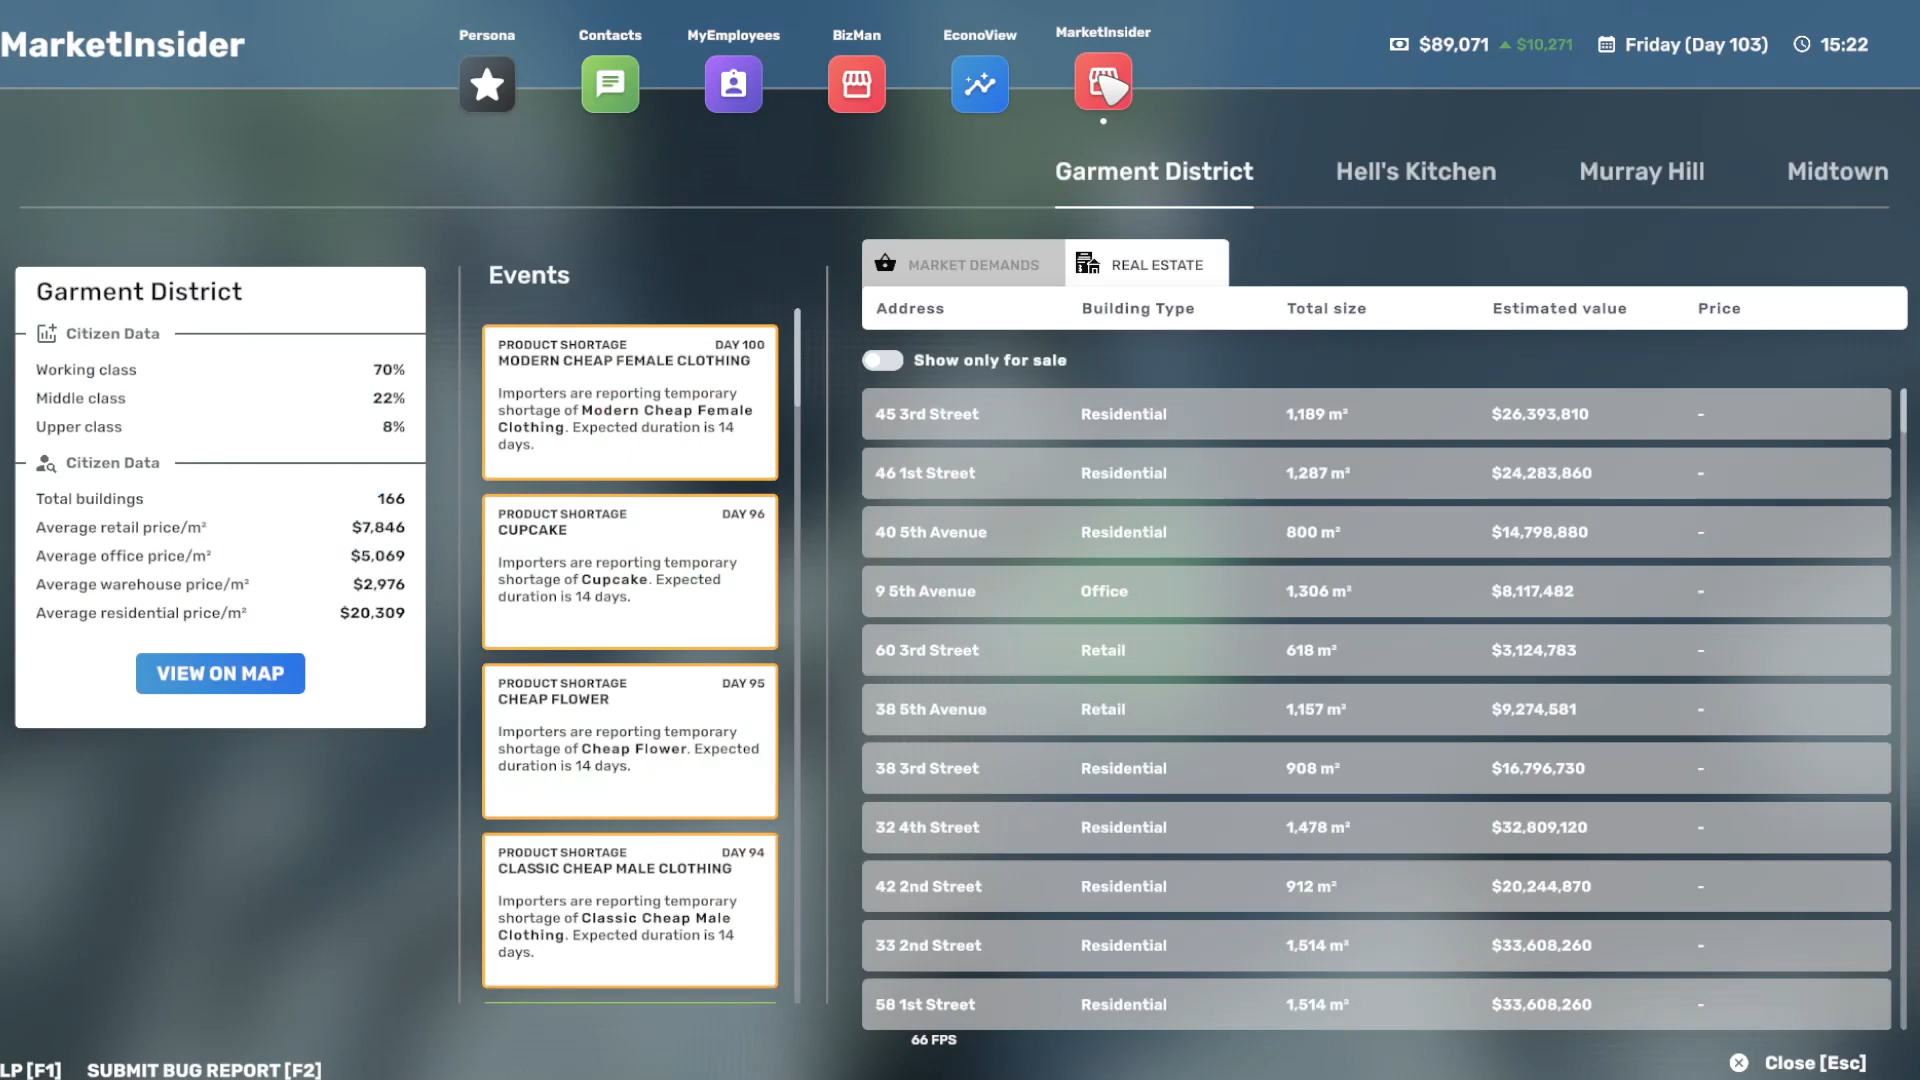 MarketInsider
Persona
Contacts
MyEmployees
BizMan
EconoView
MarketInsider
$89,071
$10,271
Friday (Day 103)
15:22
Garment District
Hell's Kitchen
Murray Hill
Midtown
Garment District
Citizen Data
Working class 70%
Middle class 22%
Upper class 8%
Citizen Data
Total buildings 166
Average retail price/m² $7,846
Average office price/m² $5,069
Average warehouse price/m² $2,976
Average residential price/m² $20,309
VIEW ON MAP
Events
PRODUCT SHORTAGE DAY 100
MODERN CHEAP FEMALE CLOTHING
Importers are reporting temporary
shortage of Modern Cheap Female
Clothing. Expected duration is 14
days.
PRODUCT SHORTAGE DAY 96
CUPCAKE
Importers are reporting temporary
shortage of Cupcake. Expected
duration is 14 days.
PRODUCT SHORTAGE DAY 95
CHEAP FLOWER
Importers are reporting temporary
shortage of Cheap Flower. Expected
duration is 14 days.
PRODUCT SHORTAGE DAY 94
CLASSIC CHEAP MALE CLOTHING
Importers are reporting temporary
shortage of Classic Cheap Male
Clothing. Expected duration is 14
days.
MARKET DEMANDS
REAL ESTATE
Address Building Type Total size Estimated value Price
Show only for sale
45 3rd Street Residential 1,189 m² $26,393,810 -
46 1st Street Residential 1,287 m² $24,283,860 -
40 5th Avenue Residential 800 m² $14,798,880 -
9 5th Avenue Office 1,306 m² $8,117,482 -
60 3rd Street Retail 618 m² $3,124,783 -
38 5th Avenue Retail 1,157 m² $9,274,581 -
38 3rd Street Residential 908 m² $16,796,730 -
32 4th Street Residential 1,478 m² $32,809,120 -
42 2nd Street Residential 912 m² $20,244,870 -
33 2nd Street Residential 1,514 m² $33,608,260 -
58 1st Street Residential 1,514 m² $33,608,260 -
66 FPS
LP [F1] SUBMIT BUG REPORT [F2]
Close [Esc]